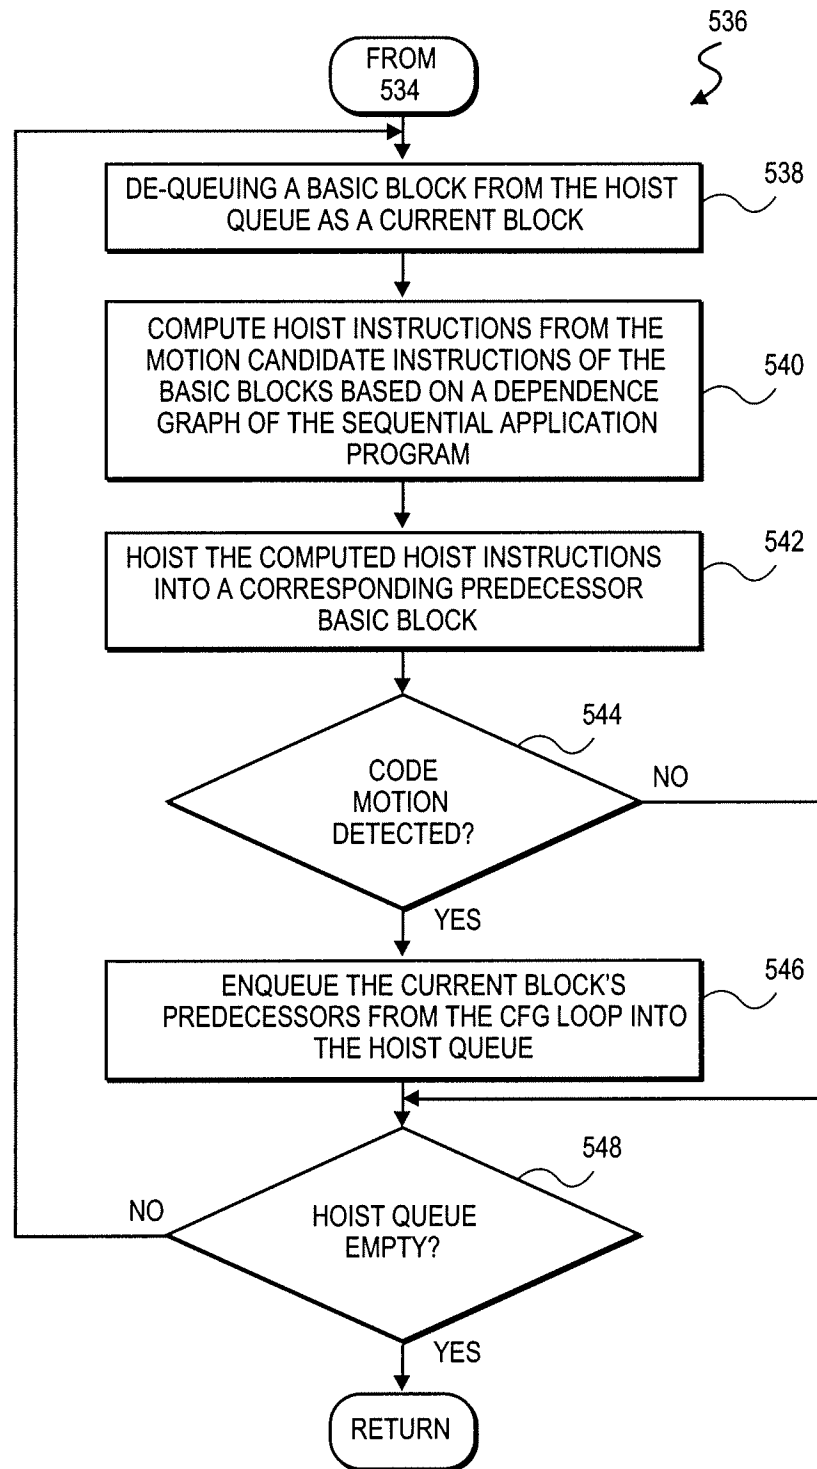 536
FROM
534
DE-QUEUING A BASIC BLOCK FROM THE HOIST
QUEUE AS A CURRENT BLOCK
538
COMPUTE HOIST INSTRUCTIONS FROM THE
MOTION CANDIDATE INSTRUCTIONS OF THE
BASIC BLOCKS BASED ON A DEPENDENCE
GRAPH OF THE SEQUENTIAL APPLICATION
PROGRAM
540
HOIST THE COMPUTED HOIST INSTRUCTIONS
INTO A CORRESPONDING PREDECESSOR
BASIC BLOCK
542
544
CODE
MOTION
DETECTED?
NO
YES
ENQUEUE THE CURRENT BLOCK'S
PREDECESSORS FROM THE CFG LOOP INTO
THE HOIST QUEUE
546
548
NO
HOIST QUEUE
EMPTY?
YES
RETURN